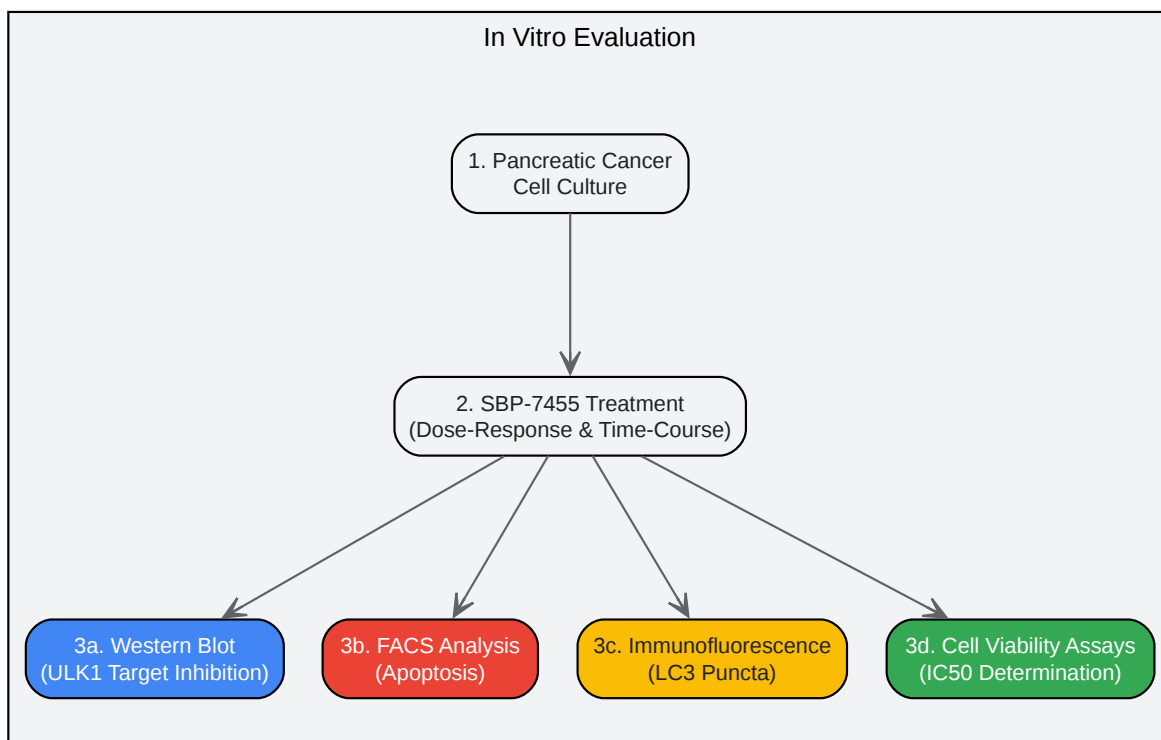 In Vitro Evaluation
1. Pancreatic Cancer
Cell Culture
2. SBP-7455 Treatment
(Dose-Response & Time-Course)
3a. Western Blot
(ULK1 Target Inhibition)
3b. FACS Analysis
(Apoptosis)
3c. Immunofluorescence
(LC3 Puncta)
3d. Cell Viability Assays
(IC50 Determination)